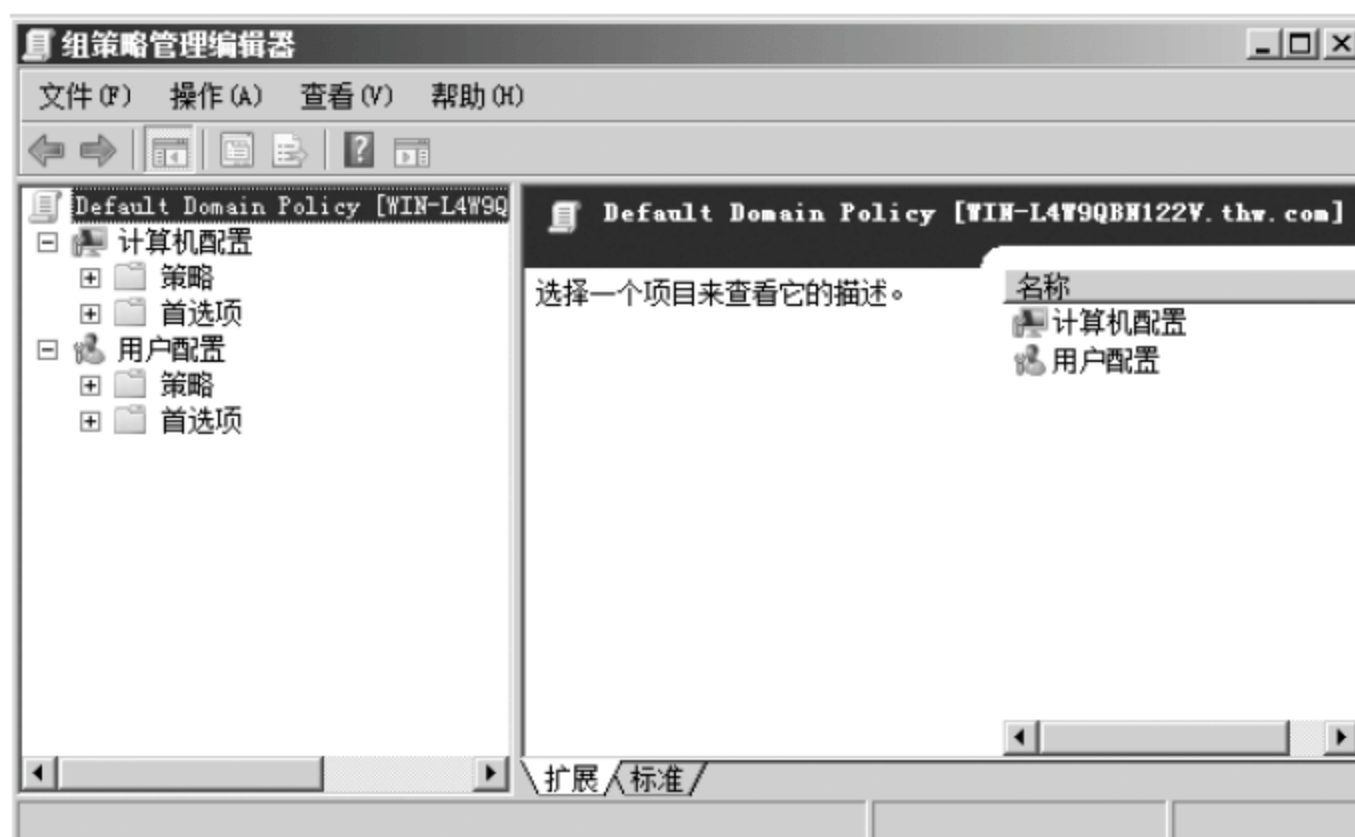 组策略管理编辑器
文件(F) 操作(A) 查看(V) 帮助(H)
Default Domain Policy [WIN-L4W9Q
计算机配置
策略
首选项
用户配置
策略
首选项
Default Domain Policy [WIN-L4W9QBN122V.thw.com]
选择一个项目来查看它的描述。
名称
计算机配置
用户配置
扩展 标准